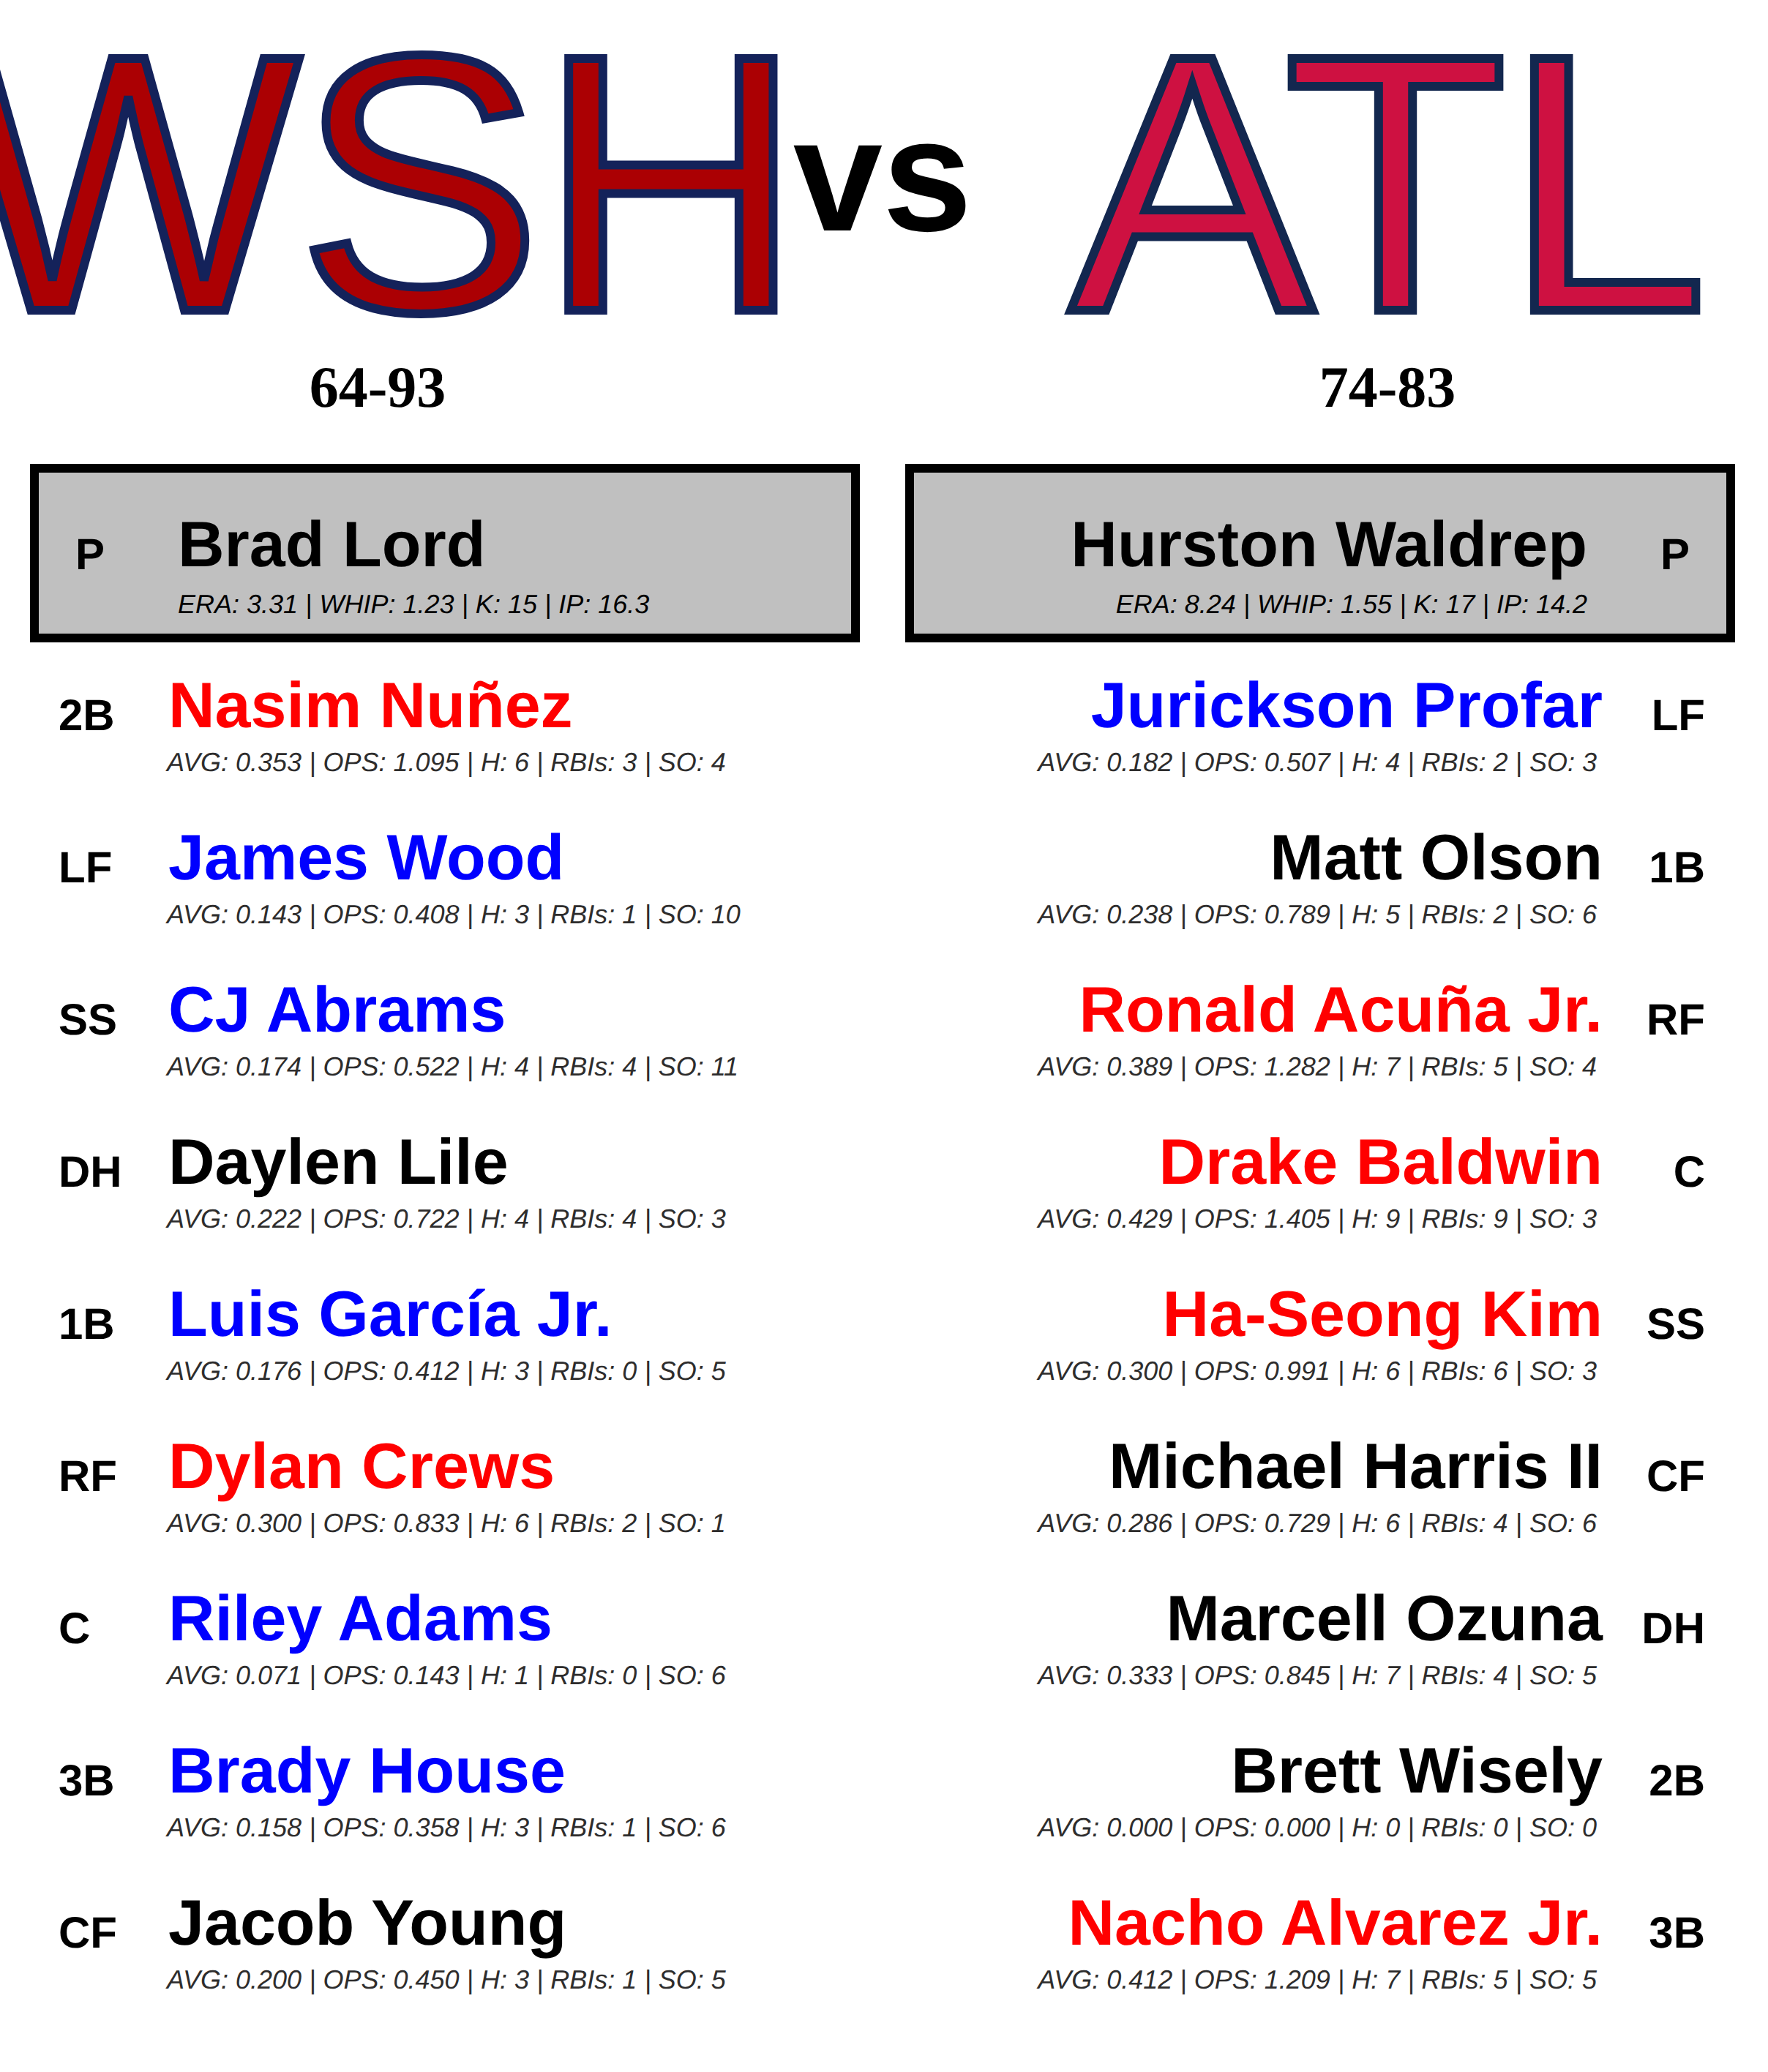 WSH vs ATL
64-93
74-83
P Brad Lord
ERA: 3.31 | WHIP: 1.23 | K: 15 | IP: 16.3
Hurston Waldrep P
ERA: 8.24 | WHIP: 1.55 | K: 17 | IP: 14.2
2B Nasim Nuñez
AVG: 0.353 | OPS: 1.095 | H: 6 | RBIs: 3 | SO: 4
LF James Wood
AVG: 0.143 | OPS: 0.408 | H: 3 | RBIs: 1 | SO: 10
SS CJ Abrams
AVG: 0.174 | OPS: 0.522 | H: 4 | RBIs: 4 | SO: 11
DH Daylen Lile
AVG: 0.222 | OPS: 0.722 | H: 4 | RBIs: 4 | SO: 3
1B Luis García Jr.
AVG: 0.176 | OPS: 0.412 | H: 3 | RBIs: 0 | SO: 5
RF Dylan Crews
AVG: 0.300 | OPS: 0.833 | H: 6 | RBIs: 2 | SO: 1
C Riley Adams
AVG: 0.071 | OPS: 0.143 | H: 1 | RBIs: 0 | SO: 6
3B Brady House
AVG: 0.158 | OPS: 0.358 | H: 3 | RBIs: 1 | SO: 6
CF Jacob Young
AVG: 0.200 | OPS: 0.450 | H: 3 | RBIs: 1 | SO: 5
Jurickson Profar LF
AVG: 0.182 | OPS: 0.507 | H: 4 | RBIs: 2 | SO: 3
Matt Olson 1B
AVG: 0.238 | OPS: 0.789 | H: 5 | RBIs: 2 | SO: 6
Ronald Acuña Jr. RF
AVG: 0.389 | OPS: 1.282 | H: 7 | RBIs: 5 | SO: 4
Drake Baldwin C
AVG: 0.429 | OPS: 1.405 | H: 9 | RBIs: 9 | SO: 3
Ha-Seong Kim SS
AVG: 0.300 | OPS: 0.991 | H: 6 | RBIs: 6 | SO: 3
Michael Harris II CF
AVG: 0.286 | OPS: 0.729 | H: 6 | RBIs: 4 | SO: 6
Marcell Ozuna DH
AVG: 0.333 | OPS: 0.845 | H: 7 | RBIs: 4 | SO: 5
Brett Wisely 2B
AVG: 0.000 | OPS: 0.000 | H: 0 | RBIs: 0 | SO: 0
Nacho Alvarez Jr. 3B
AVG: 0.412 | OPS: 1.209 | H: 7 | RBIs: 5 | SO: 5